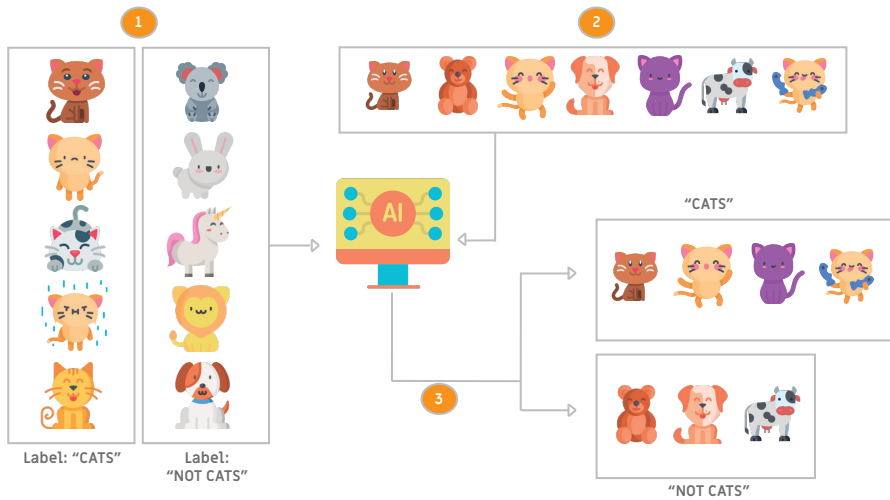 1
2
AI
"CATS"
3
Label: "CATS"
Label:
"NOT CATS"
"NOT CATS"